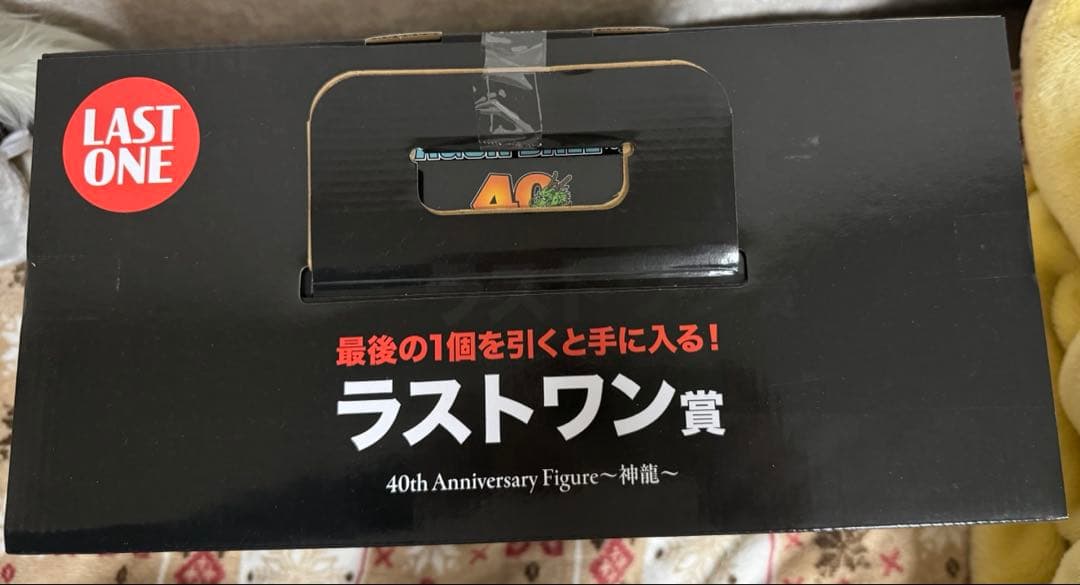 LAST
ONE
40
最後の1個を引くと手に入る!
ラストワン賞
40th Anniversary Figure〜神龍〜